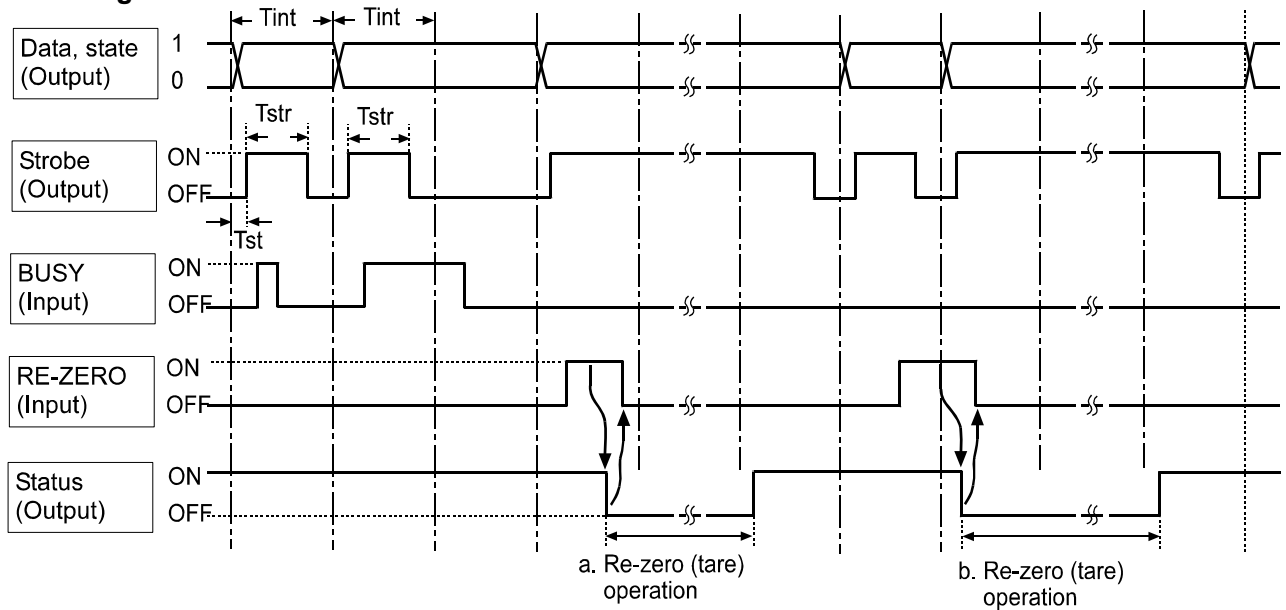 Tint Tint
Data, state
(Output)
1
0
Tstr Tstr
Strobe
(Output)
ON
OFF
Tst
BUSY
(Input)
ON
OFF
RE-ZERO
(Input)
ON
OFF
Status
(Output)
ON
OFF
a. Re-zero (tare)
operation
b. Re-zero (tare)
operation